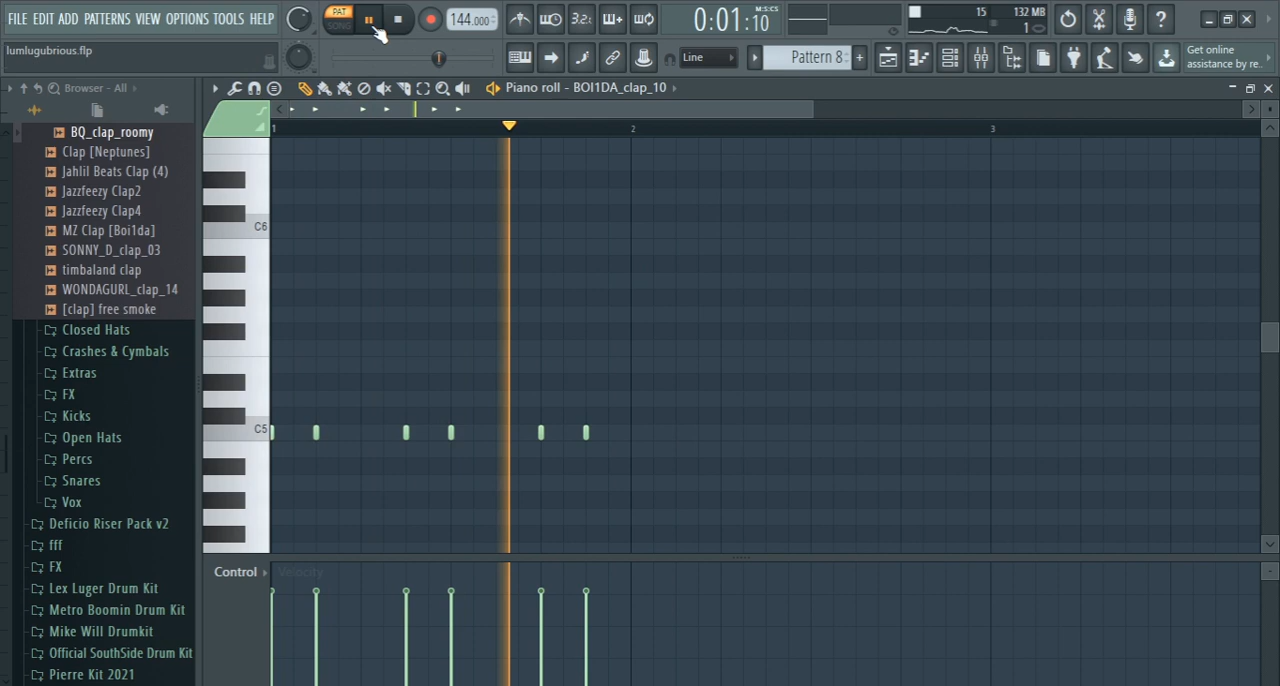 FILE EDIT ADD PATTERNS VIEW OPTIONS TOOLS HELP
PAT
SONG
144.000
3.2:
0:01:10
M:S:CS
15
132 MB
1
lumlugubrious.flp
Line
Pattern 8
Get online
assistance by re..
Browser - All
Piano roll - BOI1DA_clap_10
1
2
3
BQ_clap_roomy
Clap [Neptunes]
Jahlil Beats Clap (4)
Jazzfeezy Clap2
Jazzfeezy Clap4
MZ Clap [Boi1da]
SONNY_D_clap_03
timbaland clap
WONDAGURL_clap_14
[clap] free smoke
Closed Hats
Crashes & Cymbals
Extras
FX
Kicks
Open Hats
Percs
Snares
Vox
Deficio Riser Pack v2
fff
FX
Lex Luger Drum Kit
Metro Boomin Drum Kit
Mike Will Drumkit
Official SouthSide Drum Kit
Pierre Kit 2021
C6
C5
Control
Velocity